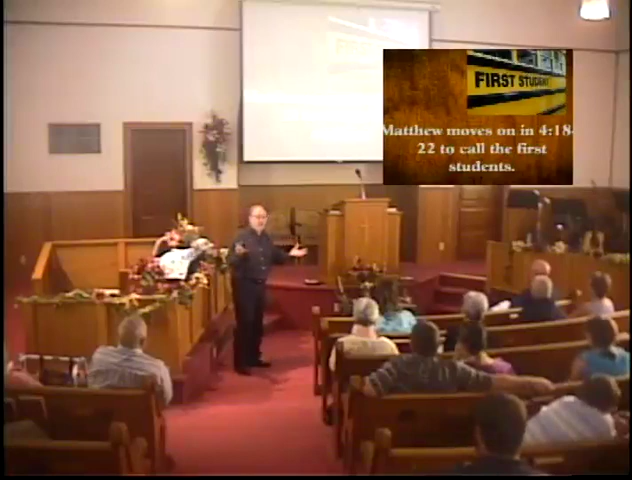 FIRST STUDENT
Matthew moves on in 4:18-
22 to call the first
students.